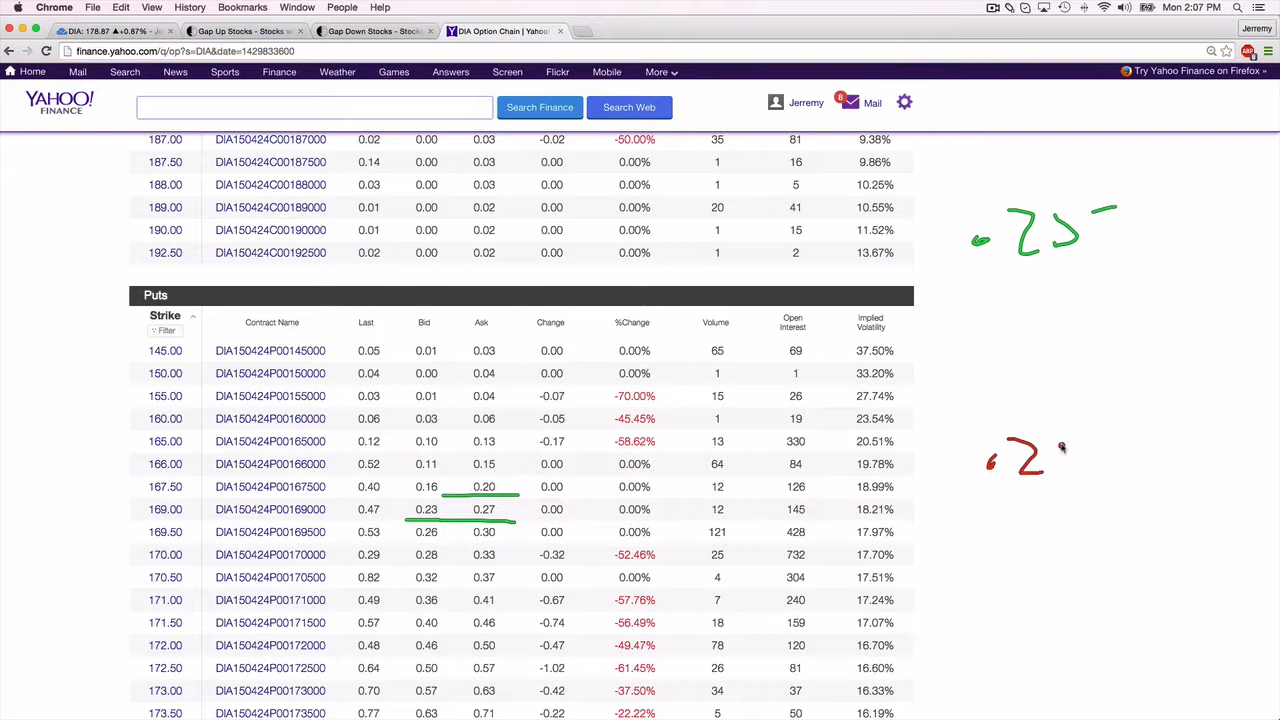 Chrome File Edit View History Bookmarks Window People Help Mon 2:07 PM
DIA: 178.87 ▲+0.87% - Jerem Gap Up Stocks - Stocks w Gap Down Stocks - Stocks DIA Option Chain | Yahoo! Jeremy
finance.yahoo.com/q/op?s=DIA&date=1429833600 ABP 8
Home Mail Search News Sports Finance Weather Games Answers Screen Flickr Mobile More Try Yahoo Finance on Firefox »
YAHOO! FINANCE Search Finance Search Web Jeremy 8 Mail
187.00 DIA150424C00187000 0.02 0.00 0.03 -0.02 -50.00% 35 81 9.38%
187.50 DIA150424C00187500 0.14 0.00 0.03 0.00 0.00% 1 16 9.86%
188.00 DIA150424C00188000 0.03 0.00 0.03 0.00 0.00% 1 5 10.25%
189.00 DIA150424C00189000 0.01 0.00 0.02 0.00 0.00% 20 41 10.55%
190.00 DIA150424C00190000 0.01 0.00 0.02 0.00 0.00% 1 15 11.52%
192.50 DIA150424C00192500 0.02 0.00 0.02 0.00 0.00% 1 2 13.67%
.25
Puts
Strike Contract Name Last Bid Ask Change %Change Volume Open Interest Implied Volatility
Filter
145.00 DIA150424P00145000 0.05 0.01 0.03 0.00 0.00% 65 69 37.50%
150.00 DIA150424P00150000 0.04 0.00 0.04 0.00 0.00% 1 1 33.20%
155.00 DIA150424P00155000 0.03 0.01 0.04 -0.07 -70.00% 15 26 27.74%
160.00 DIA150424P00160000 0.06 0.03 0.06 -0.05 -45.45% 1 19 23.54%
165.00 DIA150424P00165000 0.12 0.10 0.13 -0.17 -58.62% 13 330 20.51%
166.00 DIA150424P00166000 0.52 0.11 0.15 0.00 0.00% 64 84 19.78%
.2
167.50 DIA150424P00167500 0.40 0.16 0.20 0.00 0.00% 12 126 18.99%
169.00 DIA150424P00169000 0.47 0.23 0.27 0.00 0.00% 12 145 18.21%
169.50 DIA150424P00169500 0.53 0.26 0.30 0.00 0.00% 121 428 17.97%
170.00 DIA150424P00170000 0.29 0.28 0.33 -0.32 -52.46% 25 732 17.70%
170.50 DIA150424P00170500 0.82 0.32 0.37 0.00 0.00% 4 304 17.51%
171.00 DIA150424P00171000 0.49 0.36 0.41 -0.67 -57.76% 7 240 17.24%
171.50 DIA150424P00171500 0.57 0.40 0.46 -0.74 -56.49% 18 159 17.07%
172.00 DIA150424P00172000 0.48 0.46 0.50 -0.47 -49.47% 78 120 16.70%
172.50 DIA150424P00172500 0.64 0.50 0.57 -1.02 -61.45% 26 81 16.60%
173.00 DIA150424P00173000 0.70 0.57 0.63 -0.42 -37.50% 34 37 16.33%
173.50 DIA150424P00173500 0.77 0.63 0.71 -0.22 -22.22% 5 50 16.19%